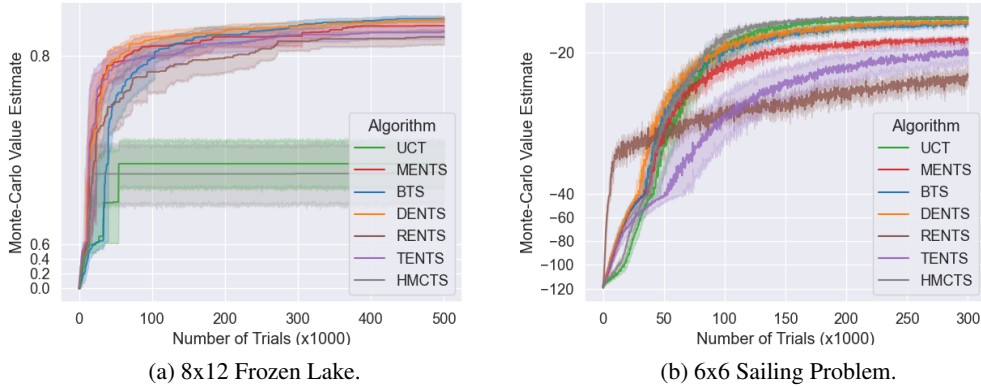 Monte-Carlo Value Estimate
0.8
0.6
0.4
0.2
0.0
Algorithm
UCT
MENTS
BTS
DENTS
RENTS
TENTS
HMCTS
0
100
200
300
400
500
Number of Trials (x1000)
(a) 8x12 Frozen Lake.
Monte-Carlo Value Estimate
−20
−40
−60
−80
−100
−120
Algorithm
UCT
MENTS
BTS
DENTS
RENTS
TENTS
HMCTS
0
50
100
150
200
250
300
Number of Trials (x1000)
(b) 6x6 Sailing Problem.